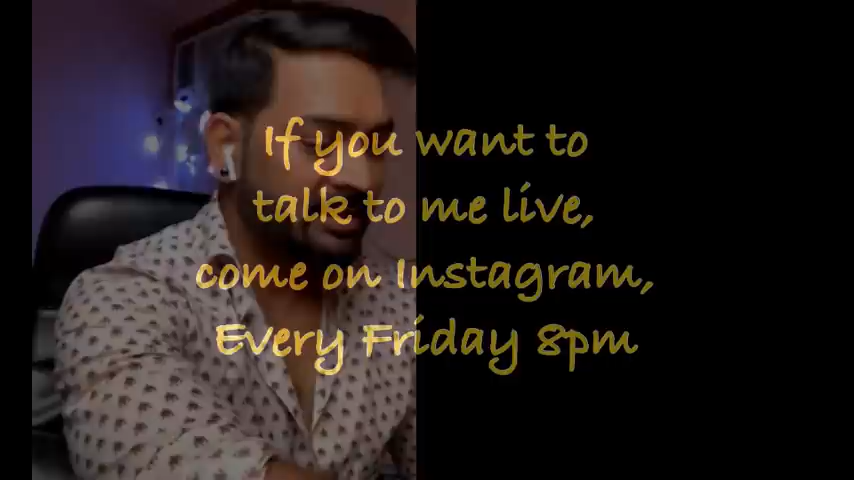 If you want to
talk to me live,
come on Instagram,
Every Friday 8pm